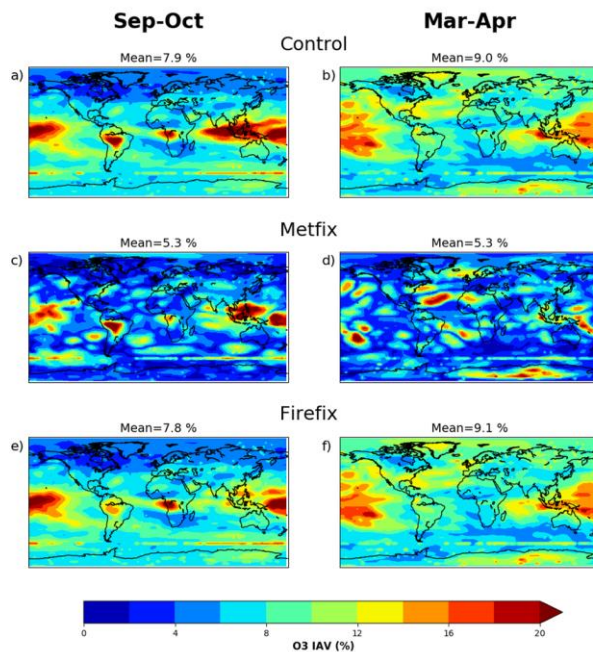 Sep-Oct Mar-Apr
Control
Mean=7.9 % Mean=9.0 %
a) b)
Metfix
Mean=5.3 % Mean=5.3 %
c) d)
Firefix
Mean=7.8 % Mean=9.1 %
e) f)
0 4 8 12 16 20
O3 IAV (%)